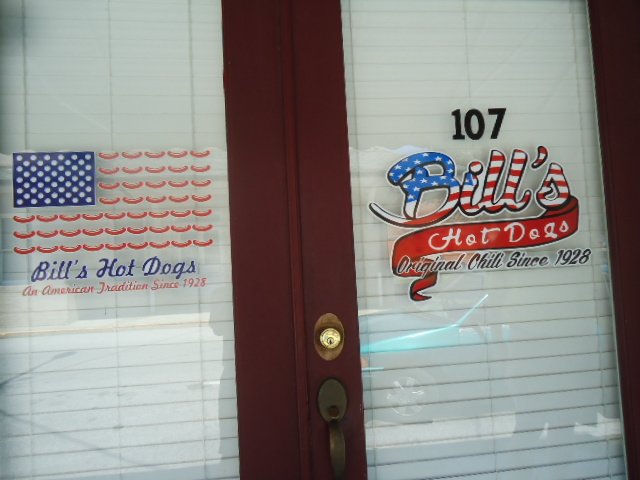 Bill's Hot Dogs
An American Tradition Since 1928
107
Bill's
Hot Dogs
Original Chili Since 1928